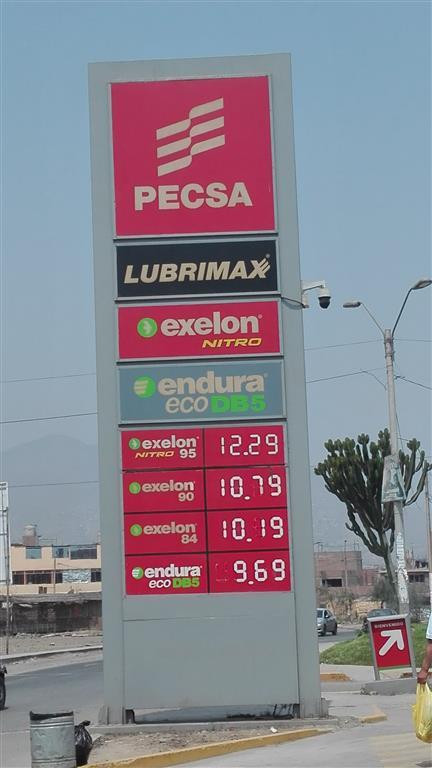 PECSA
LUBRIMAX
exelon
NITRO
endura
eco DB5
exelon
NITRO 95 12.29
exelon
90 10.79
exelon
84 10.19
endura
eco DB5 9.69
BIENVENIDO